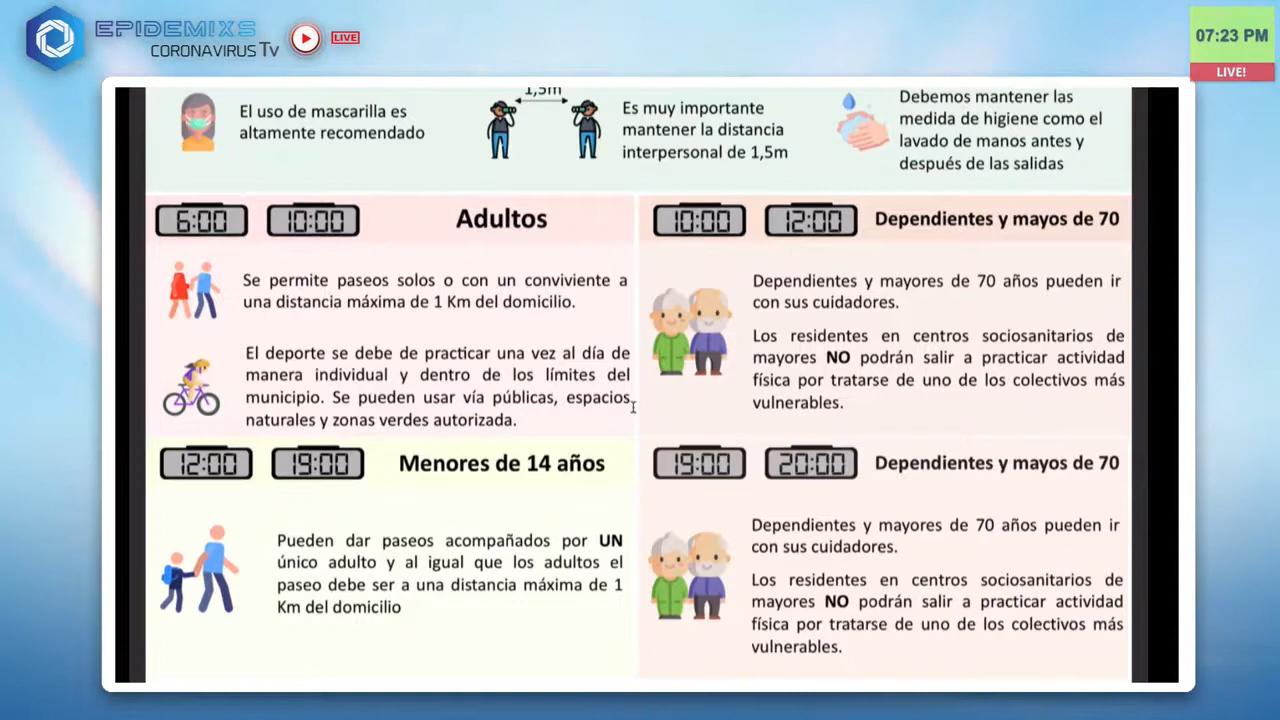 EPIDEMIXS
CORONAVIRUS Tv
LIVE
07:23 PM
LIVE!
El uso de mascarilla es
altamente recomendado
1,5m
Es muy importante
mantener la distancia
interpersonal de 1,5m
Debemos mantener las
medida de higiene como el
lavado de manos antes y
después de las salidas
6:00 10:00 Adultos
Se permite paseos solos o con un conviviente a
una distancia máxima de 1 Km del domicilio.
El deporte se debe de practicar una vez al día de
manera individual y dentro de los límites del
municipio. Se pueden usar vía públicas, espacios
naturales y zonas verdes autorizada.
10:00 12:00 Dependientes y mayos de 70
Dependientes y mayores de 70 años pueden ir
con sus cuidadores.
Los residentes en centros sociosanitarios de
mayores NO podrán salir a practicar actividad
física por tratarse de uno de los colectivos más
vulnerables.
12:00 19:00 Menores de 14 años
Pueden dar paseos acompañados por UN
único adulto y al igual que los adultos el
paseo debe ser a una distancia máxima de 1
Km del domicilio
19:00 20:00 Dependientes y mayos de 70
Dependientes y mayores de 70 años pueden ir
con sus cuidadores.
Los residentes en centros sociosanitarios de
mayores NO podrán salir a practicar actividad
física por tratarse de uno de los colectivos más
vulnerables.